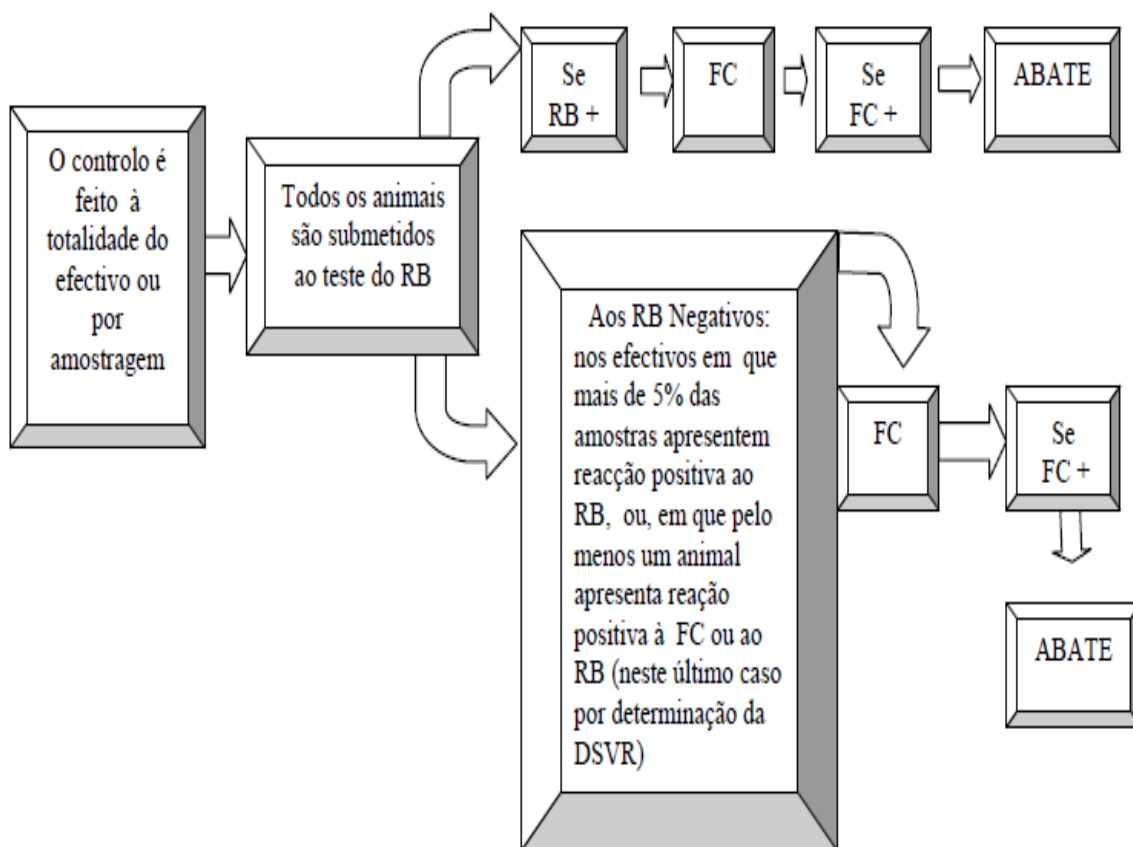 O controlo é
feito à
totalidade do
efectivo ou
por
amostragem
Todos os animais
são submetidos
ao teste do RB
Se
RB +
FC
Se
FC +
ABATE
Aos RB Negativos:
nos efectivos em que
mais de 5% das
amostras apresentem
reacção positiva ao
RB, ou, em que pelo
menos um animal
apresenta reação
positiva à FC ou ao
RB (neste último caso
por determinação da
DSVR)
FC
Se
FC +
ABATE